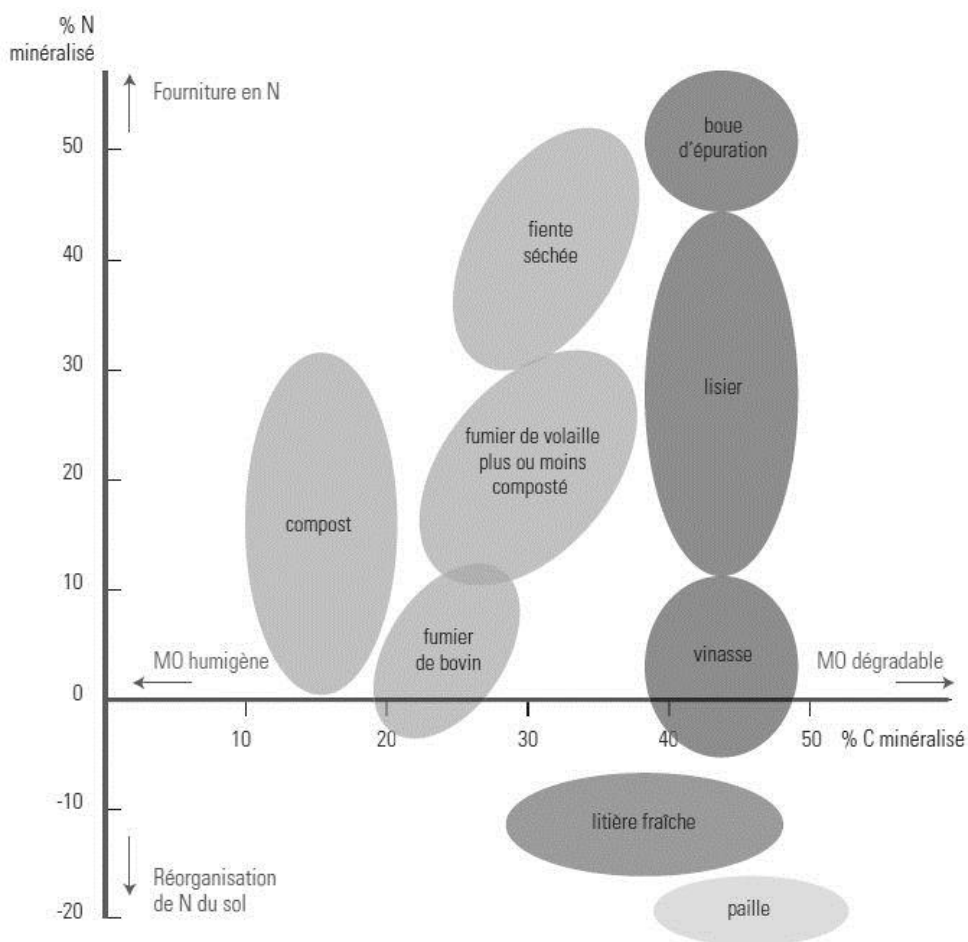 % N
minéralisé
Fourniture en N
50
40
30
20
10
0
-10
-20
boue
d'épuration
fiente
séchée
lisier
fumier de volaille
plus ou moins
composté
compost
fumier
de bovin
vinasse
MO humigène
MO dégradable
10
20
30
40
50
% C minéralisé
litière fraîche
Réorganisation
de N du sol
paille